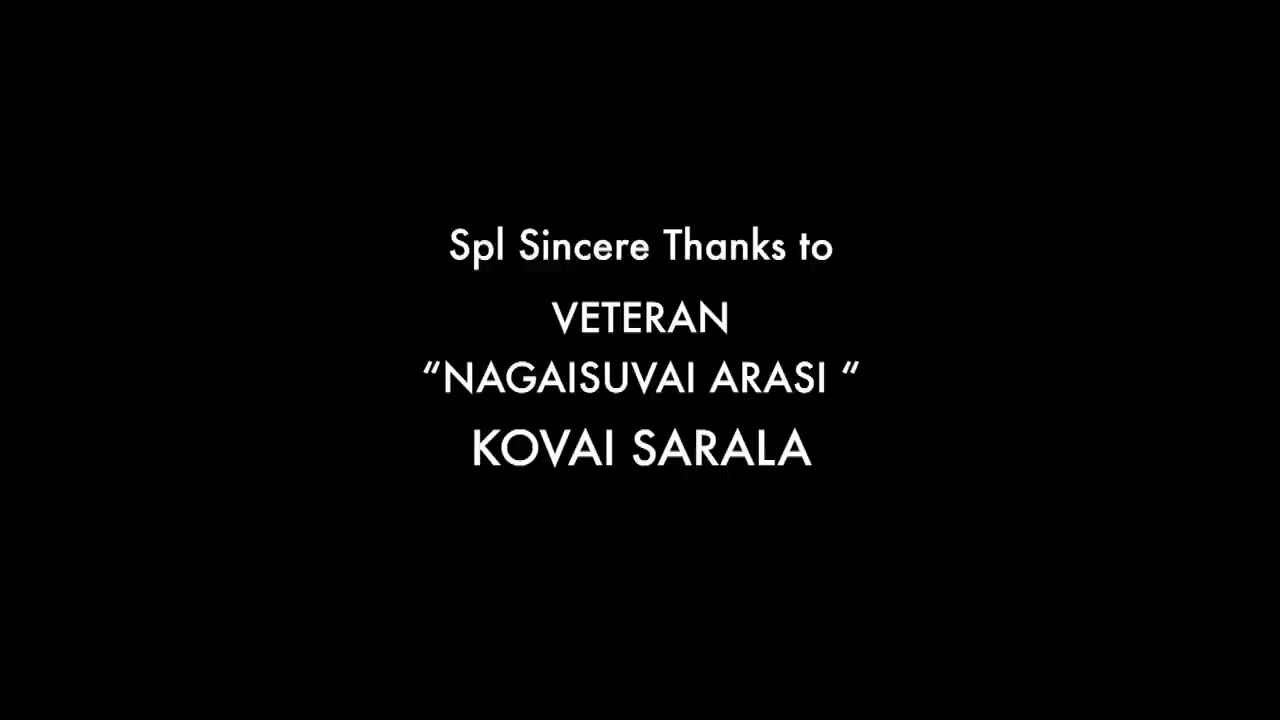 Spl Sincere Thanks to
VETERAN
“NAGAISUVAI ARASI “
KOVAI SARALA